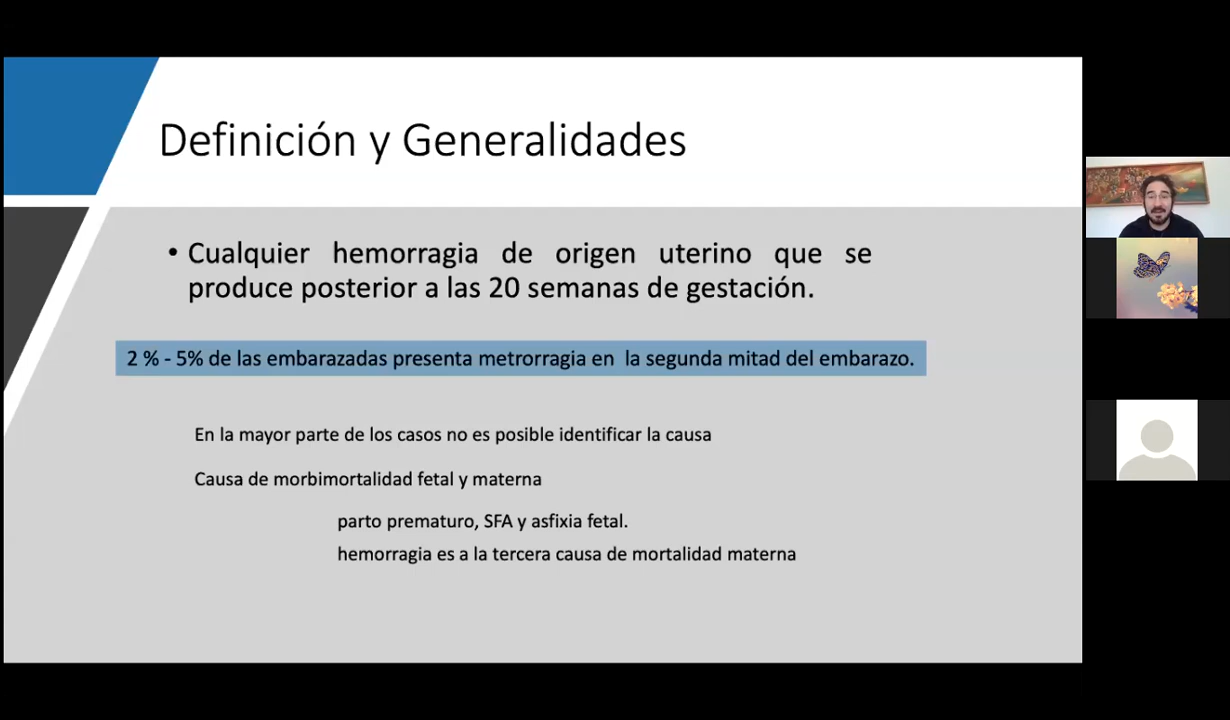 Definición y Generalidades
• Cualquier hemorragia de origen uterino que se
produce posterior a las 20 semanas de gestación.
2 % - 5% de las embarazadas presenta metrorragia en la segunda mitad del embarazo.
En la mayor parte de los casos no es posible identificar la causa
Causa de morbimortalidad fetal y materna
parto prematuro, SFA y asfixia fetal.
hemorragia es a la tercera causa de mortalidad materna